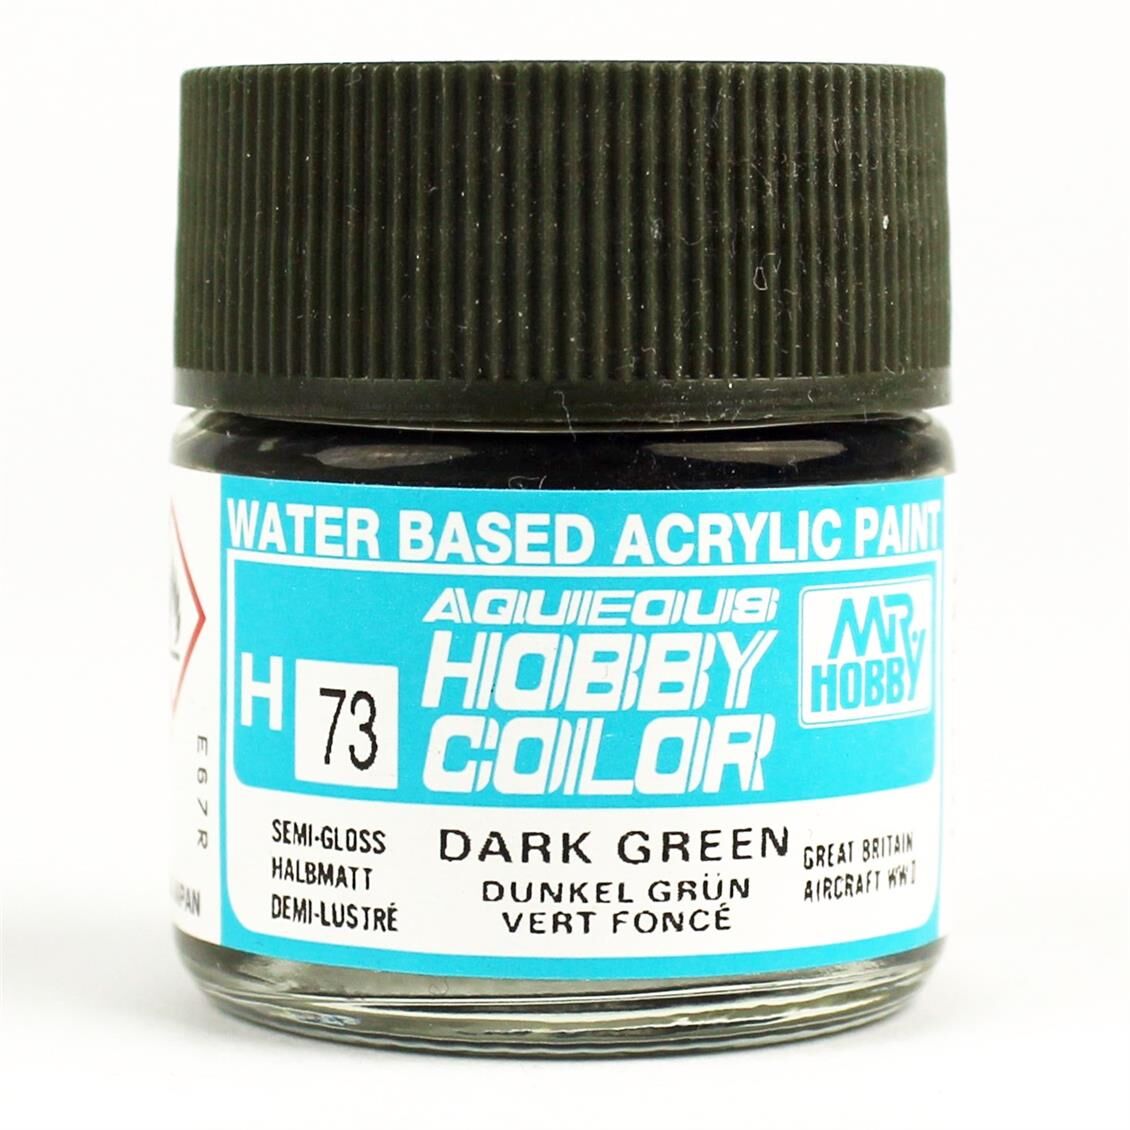 WATER BASED ACRYLIC PAINT
AQUEOUS
HOBBY
COLOR
MR
HOBBY
H 73
SEMI-GLOSS
HALBMATT
DEMI-LUSTRÉ
DARK GREEN
DUNKEL GRÜN
VERT FONCÉ
GREAT BRITAIN
AIRCRAFT WWII
E67R